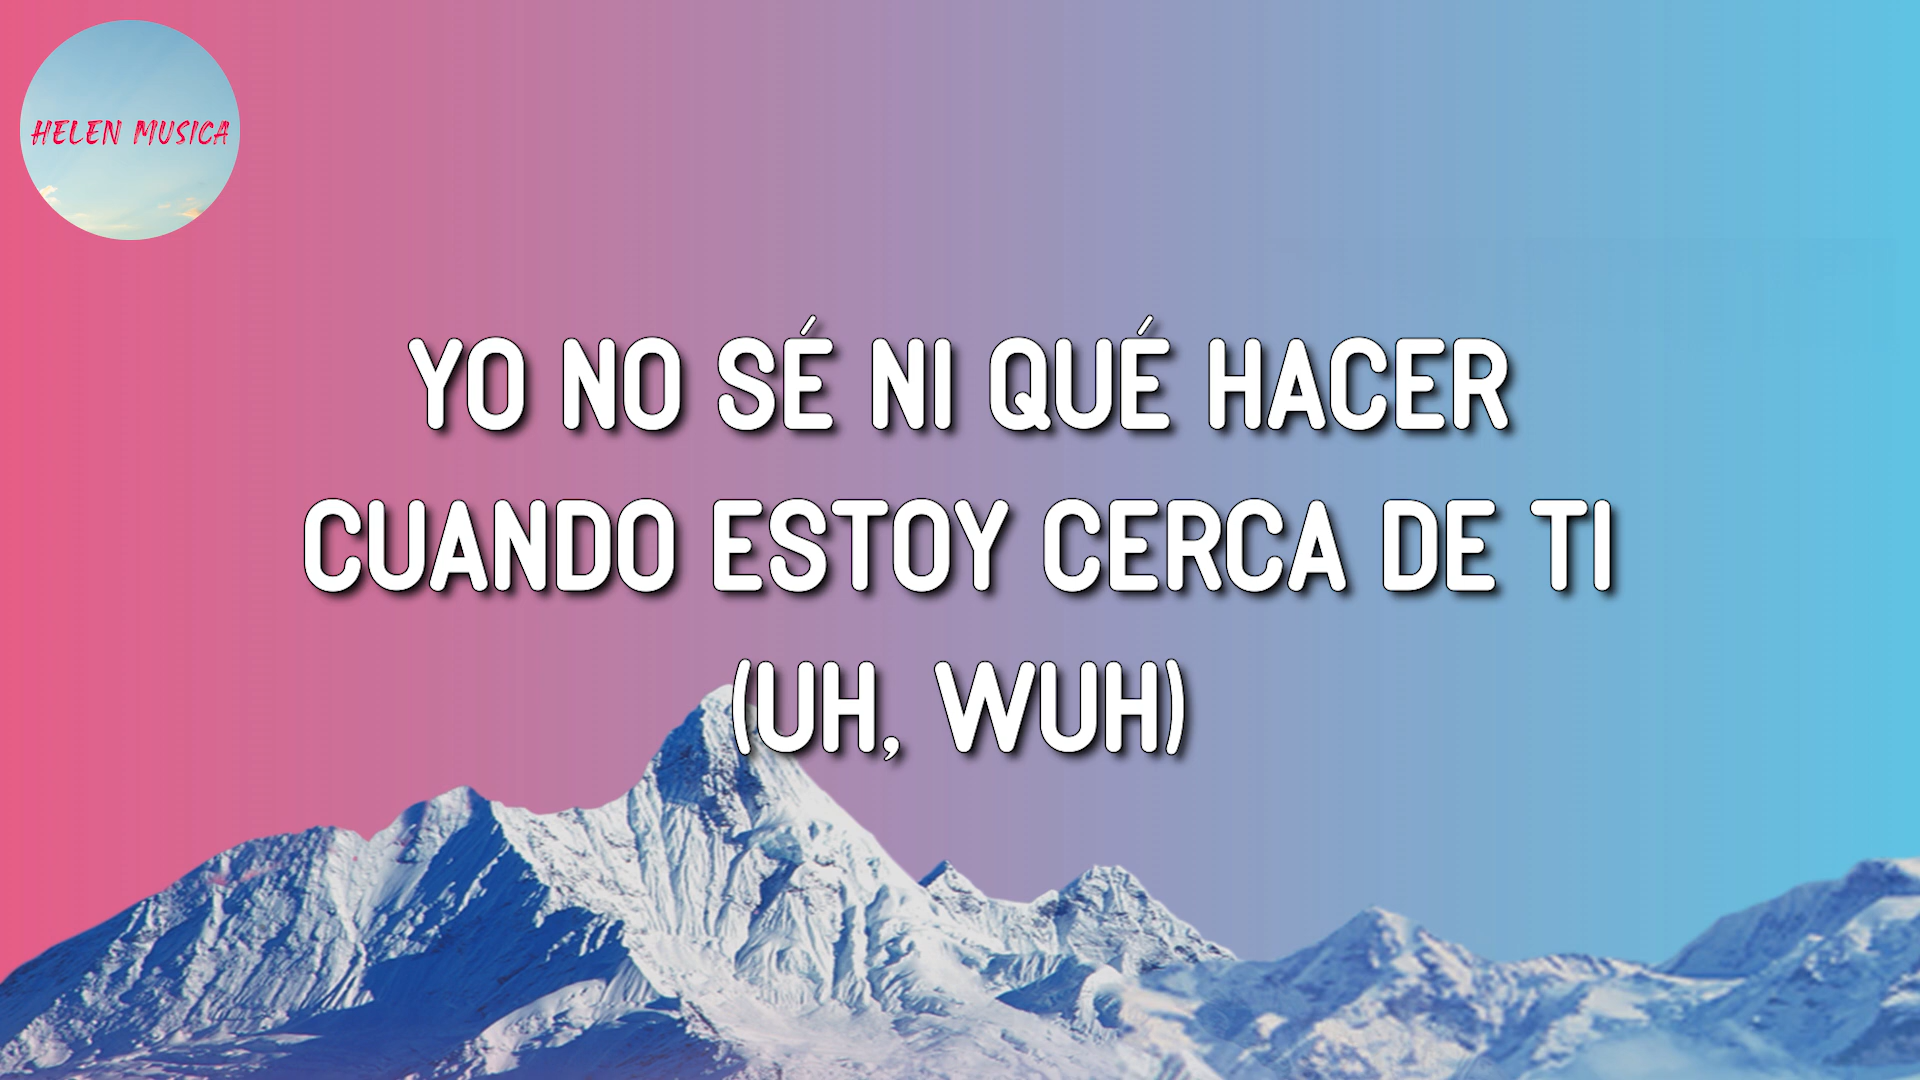 HELEN MUSICA
YO NO SÉ NI QUÉ HACER
CUANDO ESTOY CERCA DE TI
(UH, WUH)